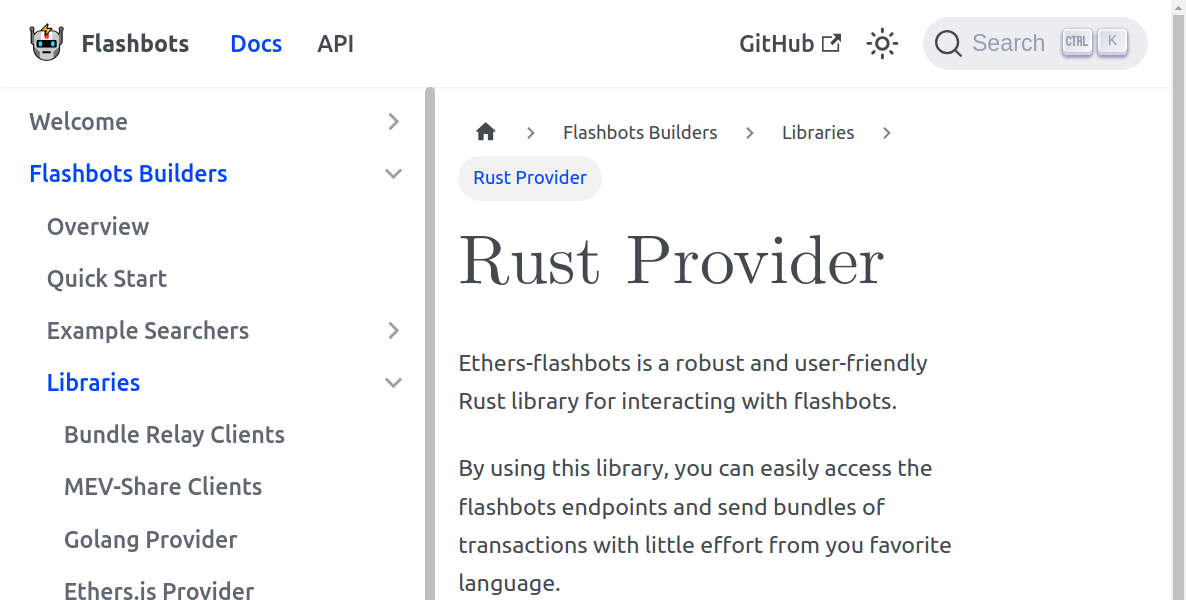 Flashbots Docs API GitHub Search CTRL K
Welcome
Flashbots Builders
Overview
Quick Start
Example Searchers
Libraries
Bundle Relay Clients
MEV-Share Clients
Golang Provider
Ethers.js Provider
Flashbots Builders Libraries
Rust Provider
Rust Provider
Ethers-flashbots is a robust and user-friendly
Rust library for interacting with flashbots.
By using this library, you can easily access the
flashbots endpoints and send bundles of
transactions with little effort from you favorite
language.